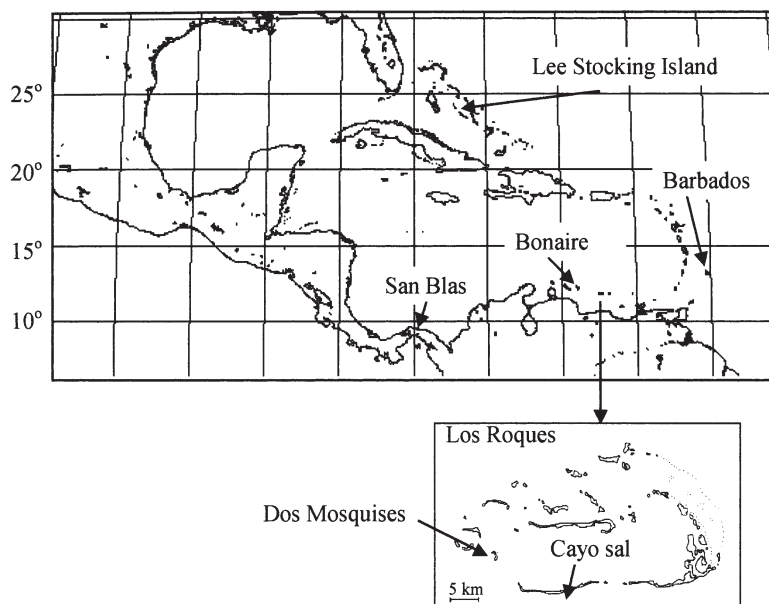 Lee Stocking Island
25°
20°
Barbados
15°
Bonaire
San Blas
10°
Los Roques
Dos Mosquises
Cayo sal
5 km